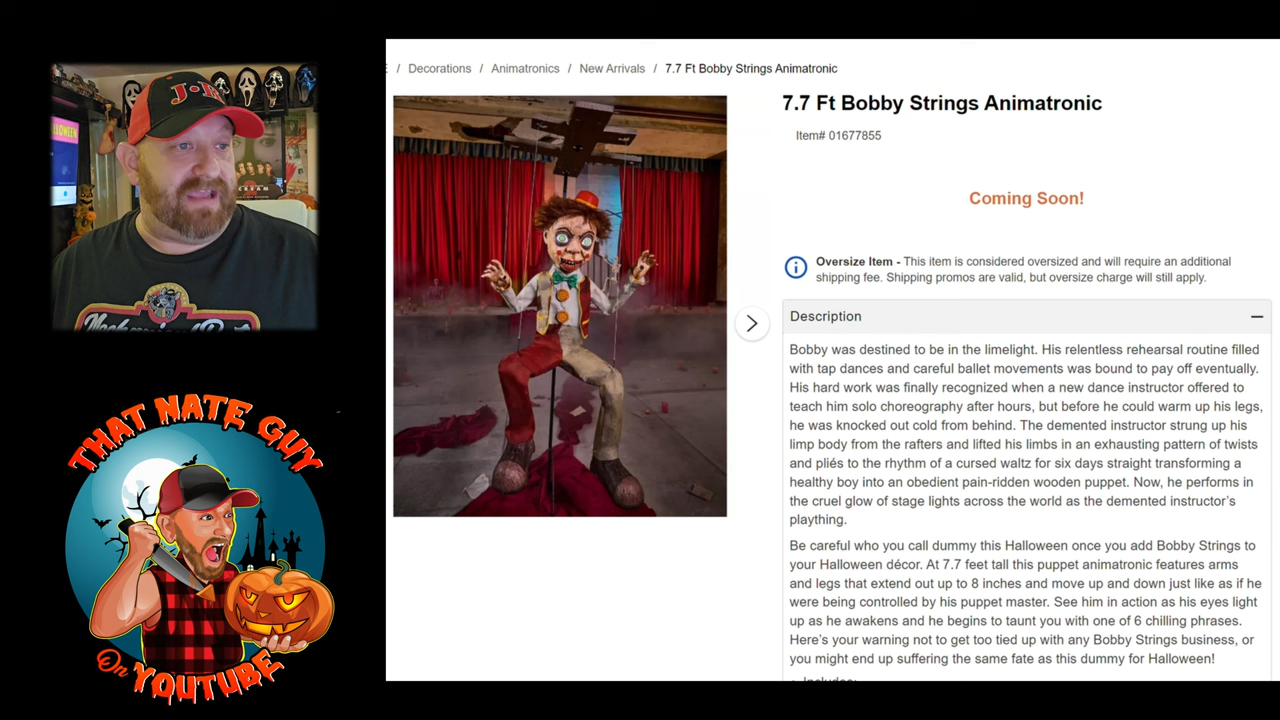 / Decorations / Animatronics / New Arrivals / 7.7 Ft Bobby Strings Animatronic
7.7 Ft Bobby Strings Animatronic
Item# 01677855
Coming Soon!
Oversize Item - This item is considered oversized and will require an additional
shipping fee. Shipping promos are valid, but oversize charge will still apply.
Description
Bobby was destined to be in the limelight. His relentless rehearsal routine filled
with tap dances and careful ballet movements was bound to pay off eventually.
His hard work was finally recognized when a new dance instructor offered to
teach him solo choreography after hours, but before he could warm up his legs,
he was knocked out cold from behind. The demented instructor strung up his
limp body from the rafters and lifted his limbs in an exhausting pattern of twists
and pliés to the rhythm of a cursed waltz for six days straight transforming a
healthy boy into an obedient pain-ridden wooden puppet. Now, he performs in
the cruel glow of stage lights across the world as the demented instructor's
plaything.
Be careful who you call dummy this Halloween once you add Bobby Strings to
your Halloween décor. At 7.7 feet tall this puppet animatronic features arms
and legs that extend out up to 8 inches and move up and down just like as if he
were being controlled by his puppet master. See him in action as his eyes light
up as he awakens and he begins to taunt you with one of 6 chilling phrases.
Here's your warning not to get too tied up with any Bobby Strings business, or
you might end up suffering the same fate as this dummy for Halloween!
Includes:
SCREAM
THAT NATE GUY
On YOUTUBE